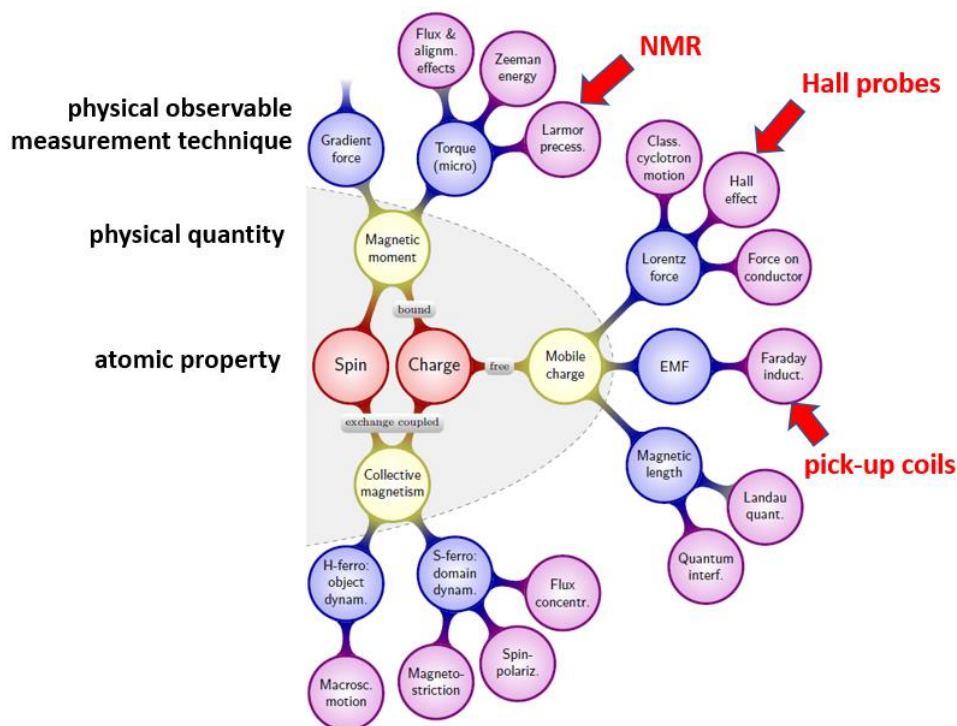 NMR
Hall probes
physical observable
measurement technique
physical quantity
atomic property
pick-up coils
Flux &
alignm.
effects
Zeeman
energy
Larmor
precess.
Gradient
force
Torque
(micro)
Magnetic
moment
bound
Spin
Charge
free
exchange coupled
Mobile
charge
Class.
cyclotron
motion
Hall
effect
Lorentz
force
Force on
conductor
EMF
Faraday
induct.
Magnetic
length
Landau
quant.
Quantum
interf.
Collective
magnetism
H-ferro:
object
dynam.
S-ferro:
domain
dynam.
Flux
concentr.
Spin-
polariz.
Magneto-
striction
Macrosc.
motion